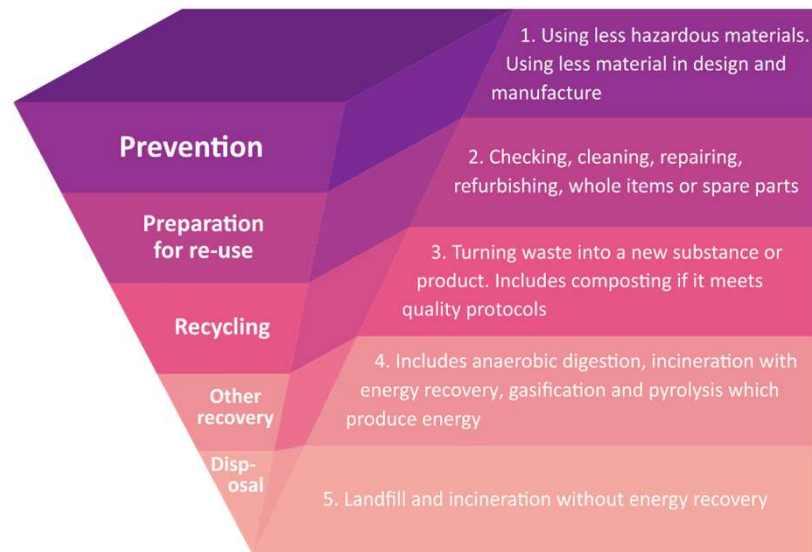 Prevention
1. Using less hazardous materials.
Using less material in design and
manufacture
Preparation
for re-use
2. Checking, cleaning, repairing,
refurbishing, whole items or spare parts
Recycling
3. Turning waste into a new substance or
product. Includes composting if it meets
quality protocols
Other
recovery
4. Includes anaerobic digestion, incineration with
energy recovery, gasification and pyrolysis which
produce energy
Disp-
osal
5. Landfill and incineration without energy recovery